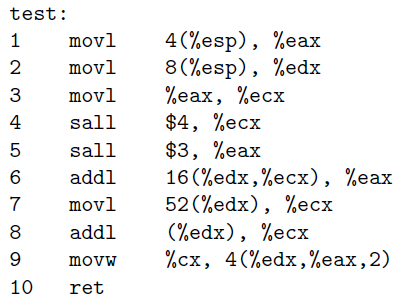 test:
1 movl 4(%esp), %eax
2 movl 8(%esp), %edx
3 movl %eax, %ecx
4 sall $4, %ecx
5 sall $3, %eax
6 addl 16(%edx,%ecx), %eax
7 movl 52(%edx), %ecx
8 addl (%edx), %ecx
9 movw %cx, 4(%edx,%eax,2)
10 ret